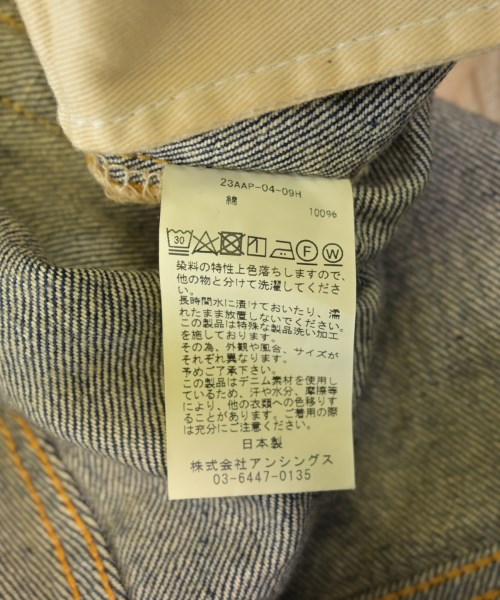 23AAP-04-09H
綿 100%
30 F W
染料の特性上色落ちしますので、
他の物と分けて洗濯してくださ
い。
長時間水に漬けておいたり、濡
れたまま放置しないでください。
この製品は特殊な製品洗い加工
を施しております。
その為、外観や風合、サイズが
それぞれ異なります。
予めご了承下さい。
この製品はデニム素材を使用し
ているため、汗や水分、摩擦等
により、他の衣類への色移りす
ることがあります。ご着用の際
は充分にご注意ください。
日本製
株式会社アンシングス
03-6447-0135